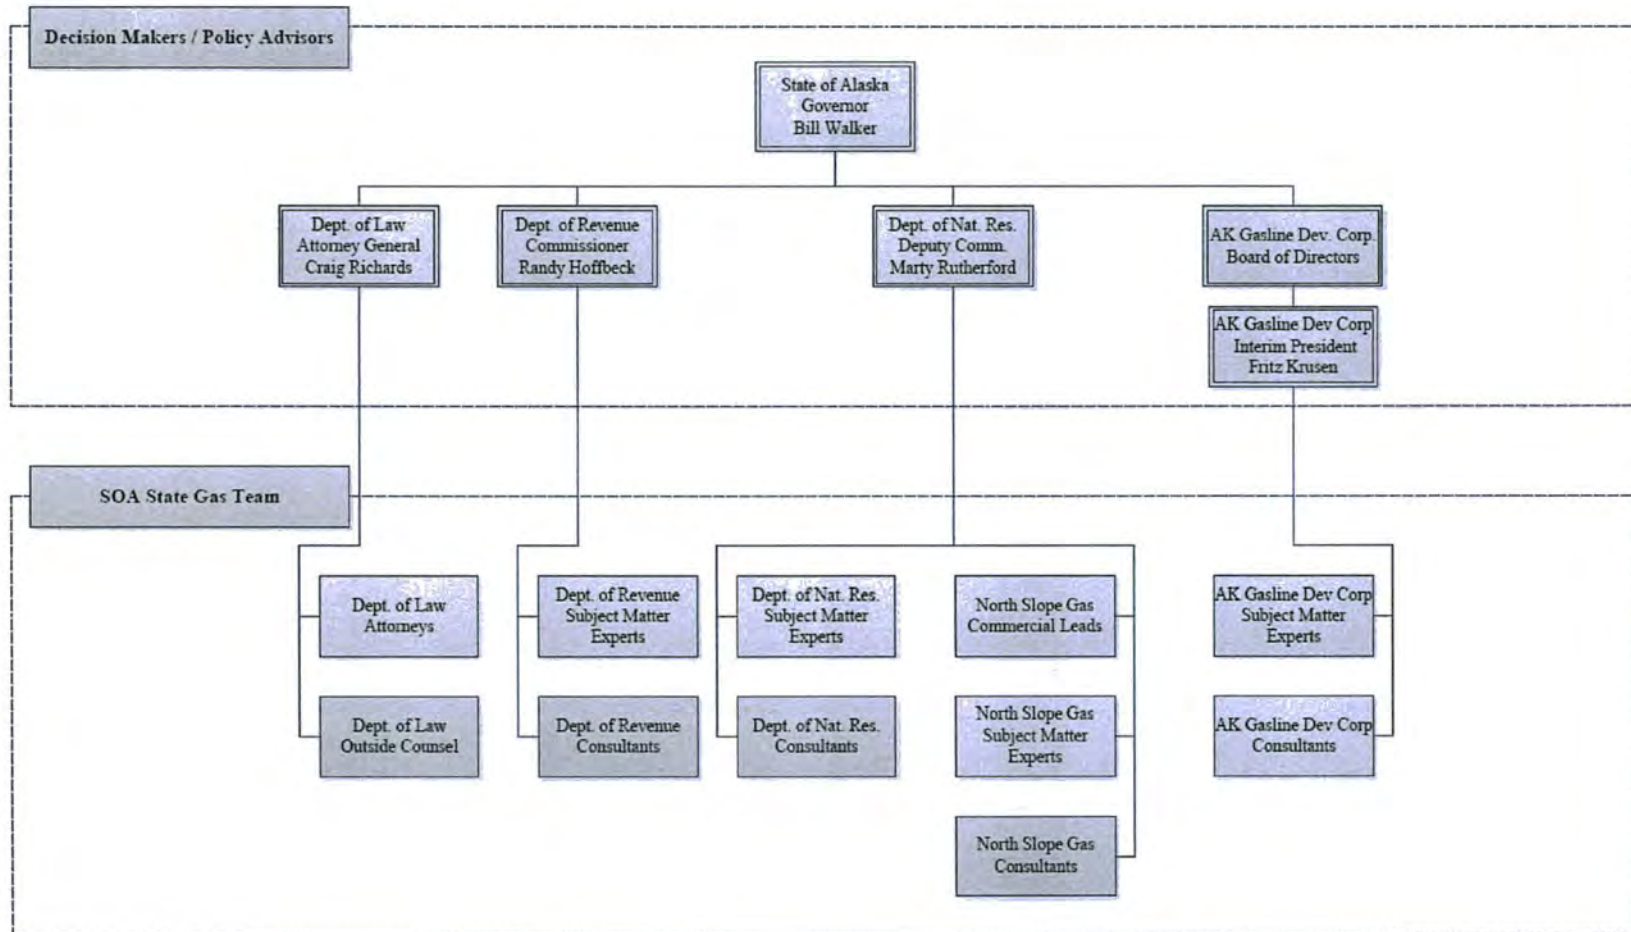 Decision Makers / Policy Advisors
State of Alaska
Governor
Bill Walker
Dept. of Law
Attorney General
Craig Richards
Dept. of Revenue
Commissioner
Randy Hoffbeck
Dept. of Nat. Res.
Deputy Comm.
Marty Rutherford
AK Gasline Dev. Corp.
Board of Directors
AK Gasline Dev Corp
Interim President
Fritz Krusen
SOA State Gas Team
Dept. of Law
Attorneys
Dept. of Revenue
Subject Matter
Experts
Dept. of Nat. Res.
Subject Matter
Experts
North Slope Gas
Commercial Leads
AK Gasline Dev Corp
Subject Matter
Experts
Dept. of Law
Outside Counsel
Dept. of Revenue
Consultants
Dept. of Nat. Res.
Consultants
North Slope Gas
Subject Matter
Experts
AK Gasline Dev Corp
Consultants
North Slope Gas
Consultants